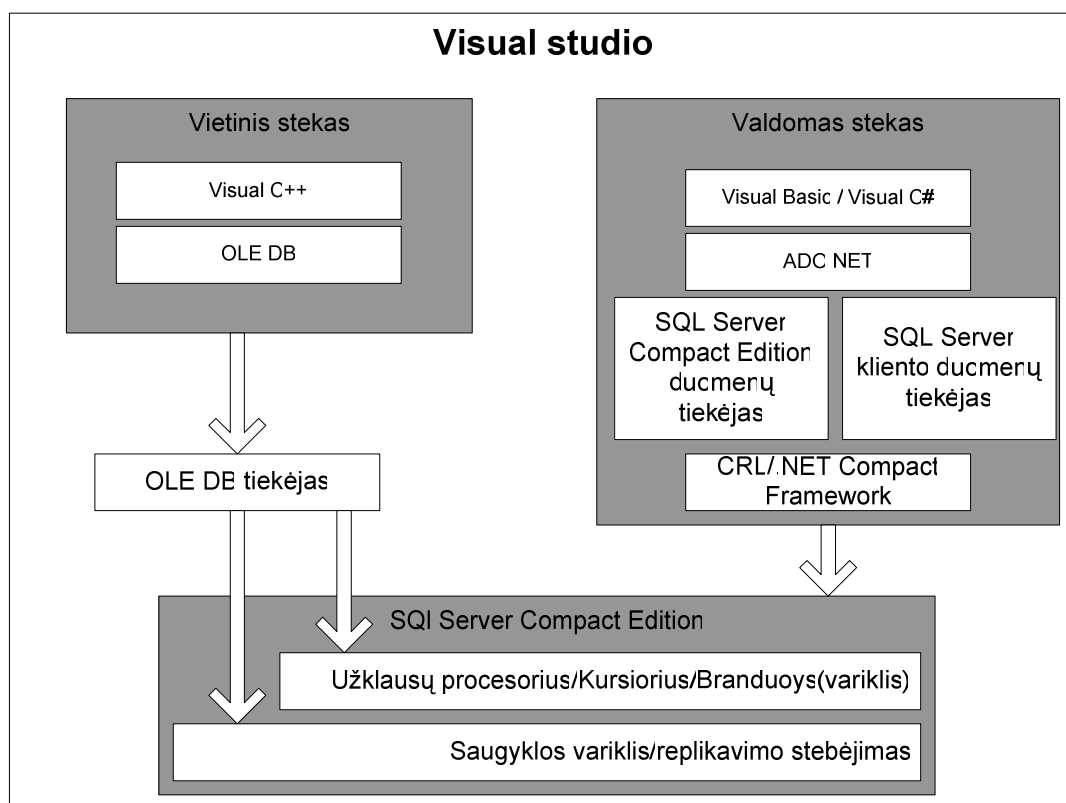 Visual studio
Vietinis stekas
Visual C++
OLE DB
Valdomas stekas
Visual Basic / Visual C#
ADC NET
SQL Server
Compact Edition
ducmenų
tiekėjas
SQL Server
kliento ducmenų
tiekėjas
CRL/.NET Compact
Framework
OLE DB tiekėjas
SQl Server Compact Edition
Užklausų procesorius/Kursiorius/Branduoys(variklis)
Saugyklos variklis/replikavimo stebėjimas